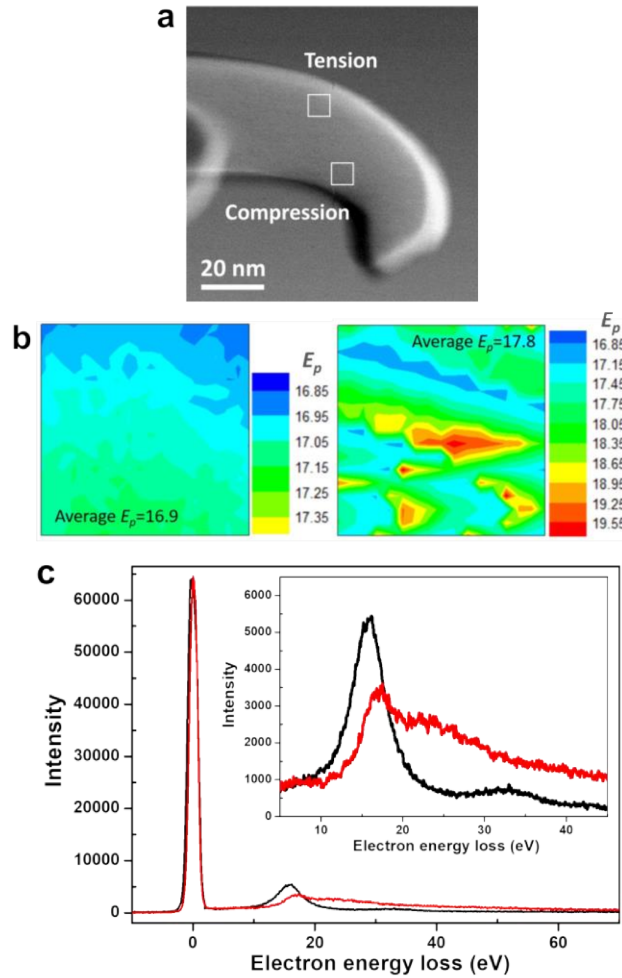 a
Tension
Compression
20 nm
b
Average Ep=16.9
Ep
16.85
16.95
17.05
17.15
17.25
17.35
Average Ep=17.8
Ep
16.85
17.15
17.45
17.75
18.05
18.35
18.65
18.95
19.25
19.55
c
Intensity
60000
50000
40000
30000
20000
10000
0
0
20
40
60
Electron energy loss (eV)
Intensity
6000
5000
4000
3000
2000
1000
0
10
20
30
40
Electron energy loss (eV)